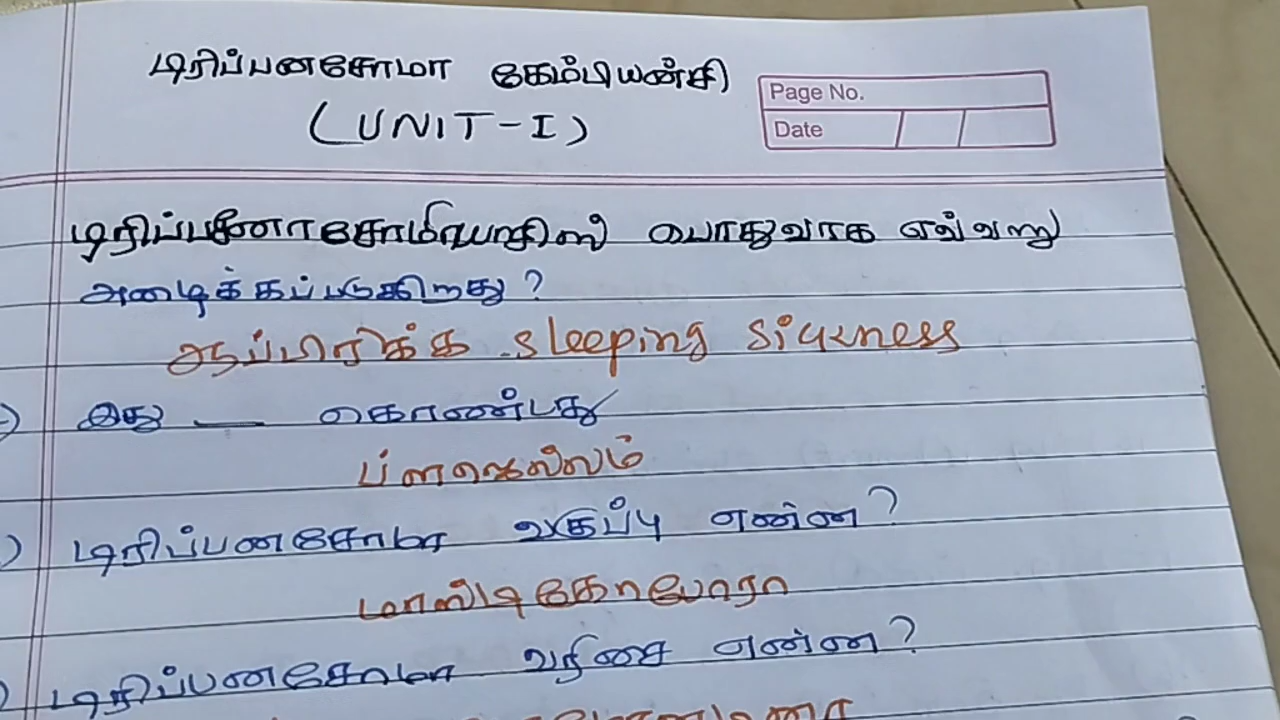 டிரிப்பனசோமா கேம்பியன்சி
(UNIT-I)
Page No.
Date
டிரிப்பனோசோமியாசிஸ் பொதுவாக எவ்வாறு
அழைக்கப்படுகிறது?
ஆப்பிரிக்க sleeping sickness
இது ___ கொண்டது
டிரிப்பனசோமா வகுப்பு என்ன?
மாஸ்டிகோபோரா
டிரிப்பனசோமா வரிசை என்ன?